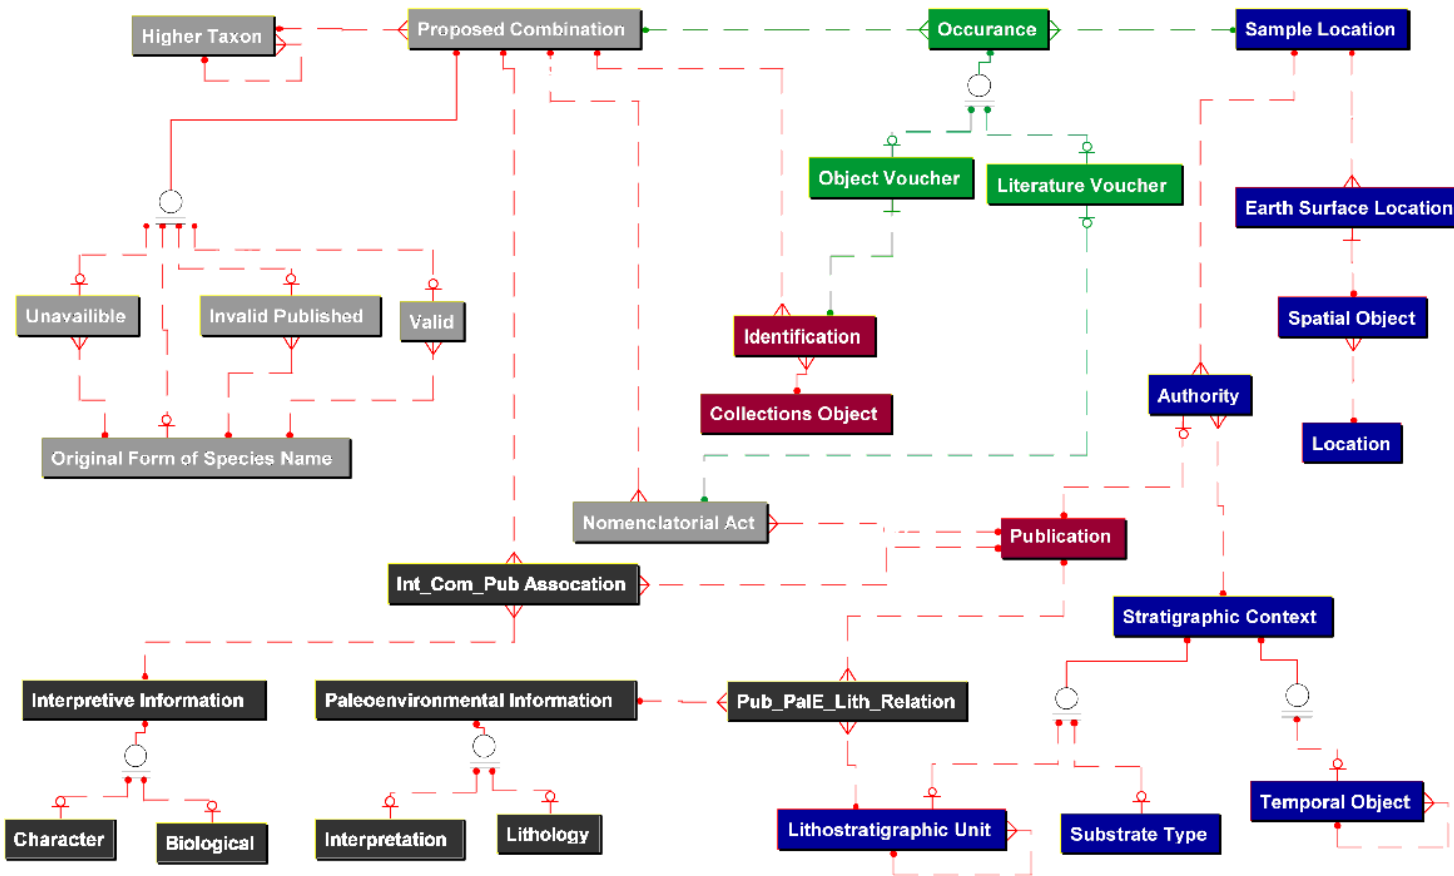 Higher Taxon
Proposed Combination
Occurance
Sample Location
Object Voucher
Literature Voucher
Earth Surface Location
Unavailible
Invalid Published
Valid
Identification
Spatial Object
Authority
Collections Object
Location
Original Form of Species Name
Nomenclatorial Act
Publication
Int_Com_Pub Assocation
Stratigraphic Context
Interpretive Information
Paleoenvironmental Information
Pub_PalE_Lith_Relation
Temporal Object
Character
Biological
Interpretation
Lithology
Lithostratigraphic Unit
Substrate Type